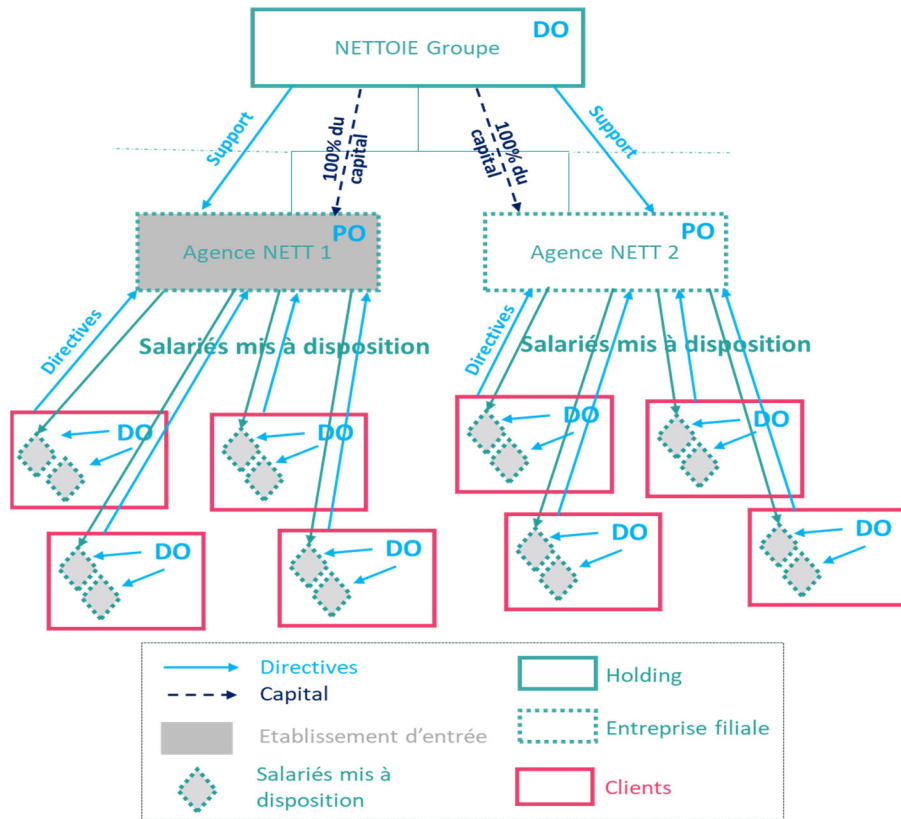 DO
NETTOIE Groupe
Support
100% du
capital
100% du
capital
Support
PO
Agence NETT 1
PO
Agence NETT 2
Directives
Salariés mis à disposition
Directives
Salariés mis à disposition
DO
DO
DO
DO
DO
DO
DO
DO
Directives
Capital
Etablissement d’entrée
Salariés mis à
disposition
Holding
Entreprise filiale
Clients